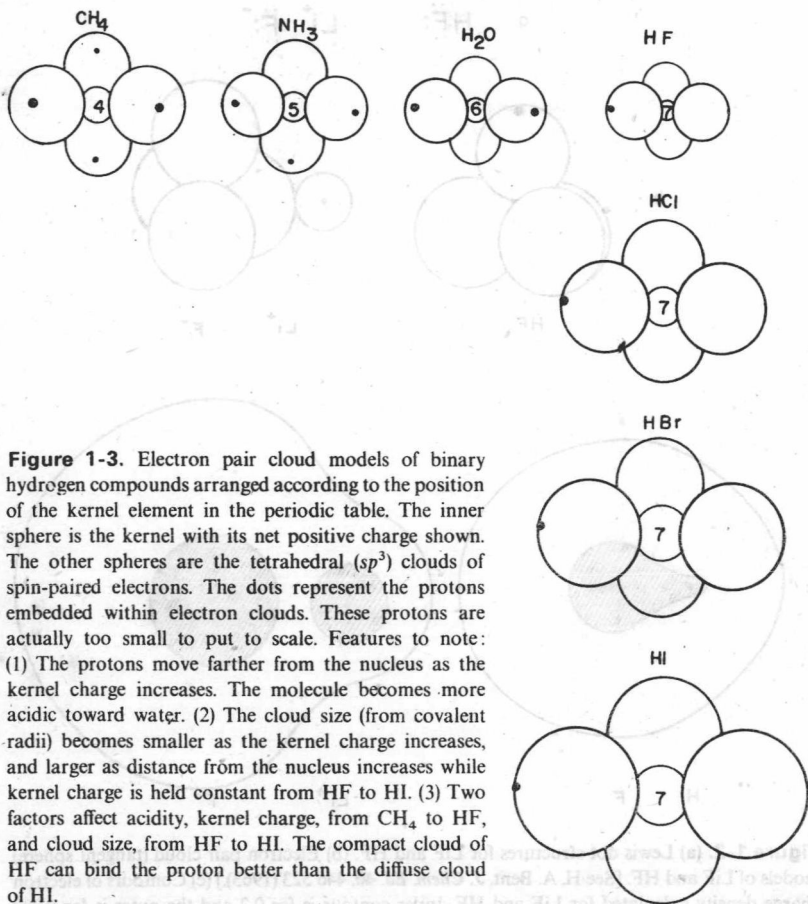 CH₄
NH₃
H₂O
HF
4
5
6
7
HCl
7
HBr
7
HI
7
Figure 1-3. Electron pair cloud models of binary
hydrogen compounds arranged according to the position
of the kernel element in the periodic table. The inner
sphere is the kernel with its net positive charge shown.
The other spheres are the tetrahedral (sp³) clouds of
spin-paired electrons. The dots represent the protons
embedded within electron clouds. These protons are
actually too small to put to scale. Features to note:
(1) The protons move farther from the nucleus as the
kernel charge increases. The molecule becomes more
acidic toward water. (2) The cloud size (from covalent
radii) becomes smaller as the kernel charge increases,
and larger as distance from the nucleus increases while
kernel charge is held constant from HF to HI. (3) Two
factors affect acidity, kernel charge, from CH₄ to HF,
and cloud size, from HF to HI. The compact cloud of
HF can bind the proton better than the diffuse cloud
of HI.